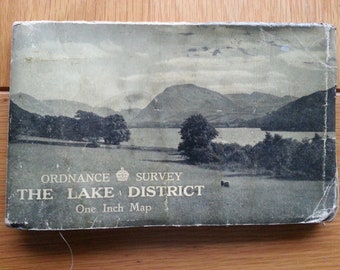 ORDNANCE SURVEY
THE LAKE DISTRICT
One Inch Map